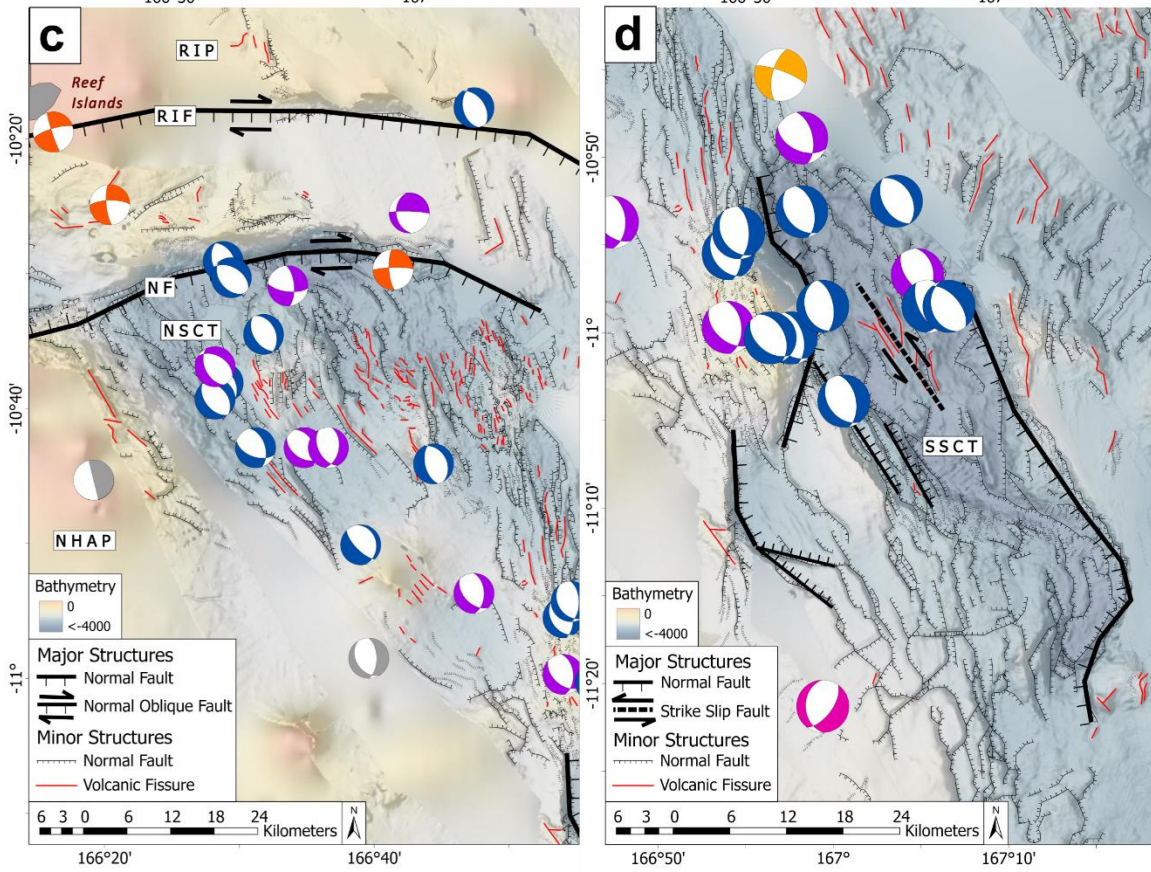 166°30'
167°
c
RIP
Reef
Islands
RIF
-10°20'
NF
NSCT
-10°40'
NHAP
-11°
Bathymetry
0
<-4000
Major Structures
Normal Fault
Normal Oblique Fault
Minor Structures
Normal Fault
Volcanic Fissure
6 3 0 6 12 18 24
Kilometers
N
166°20'
166°40'
167°
d
-10°50'
-11°
SSCT
-11°10'
-11°20'
Bathymetry
0
<-4000
Major Structures
Normal Fault
Strike Slip Fault
Minor Structures
Normal Fault
Volcanic Fissure
6 3 0 6 12 18 24
Kilometers
N
166°50'
167°
167°10'